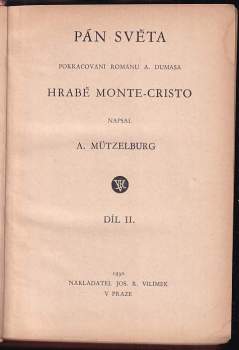 PÁN SVĚTA
POKRAČOVÁNÍ ROMÁNU A. DUMASA
HRABĚ MONTE-CRISTO
NAPSAL
A. MÜTZELBURG
DÍL II.
1930
NAKLADATEL JOS. R. VILÍMEK
V PRAZE